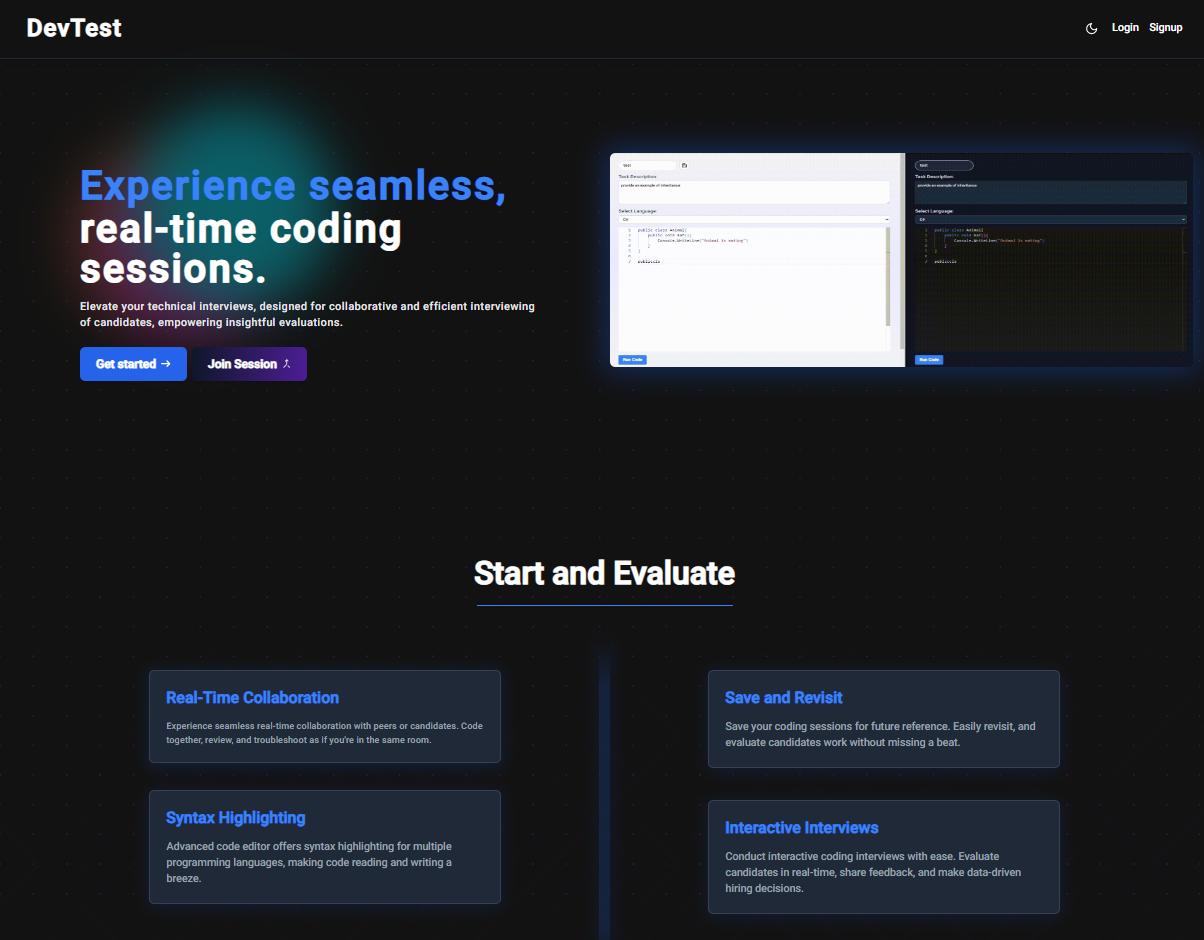 DevTest
Login
Signup
Experience seamless,
real-time coding
sessions.
Elevate your technical interviews, designed for collaborative and efficient interviewing
of candidates, empowering insightful evaluations.
Get started
Join Session
test
Task Description:
provide an example of inheritance
Select Language:
C#
1 public class Animal{
2 public void eat(){
3 Console.WriteLine("Animal is eating")
4 }
5 }
6
7 publiccla
Run Code
test
Task Description:
provide an example of inheritance
Select Language:
C#
1 public class Animal{
2 public void eat(){
3 Console.WriteLine("Animal is eating")
4 }
5 }
6
7 publiccla
Run Code
Start and Evaluate
Real-Time Collaboration
Experience seamless real-time collaboration with peers or candidates. Code
together, review, and troubleshoot as if you're in the same room.
Save and Revisit
Save your coding sessions for future reference. Easily revisit, and
evaluate candidates work without missing a beat.
Syntax Highlighting
Advanced code editor offers syntax highlighting for multiple
programming languages, making code reading and writing a
breeze.
Interactive Interviews
Conduct interactive coding interviews with ease. Evaluate
candidates in real-time, share feedback, and make data-driven
hiring decisions.